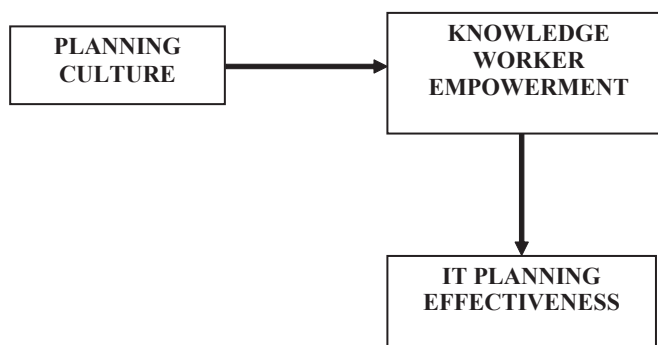 PLANNING
CULTURE
KNOWLEDGE
WORKER
EMPOWERMENT
IT PLANNING
EFFECTIVENESS